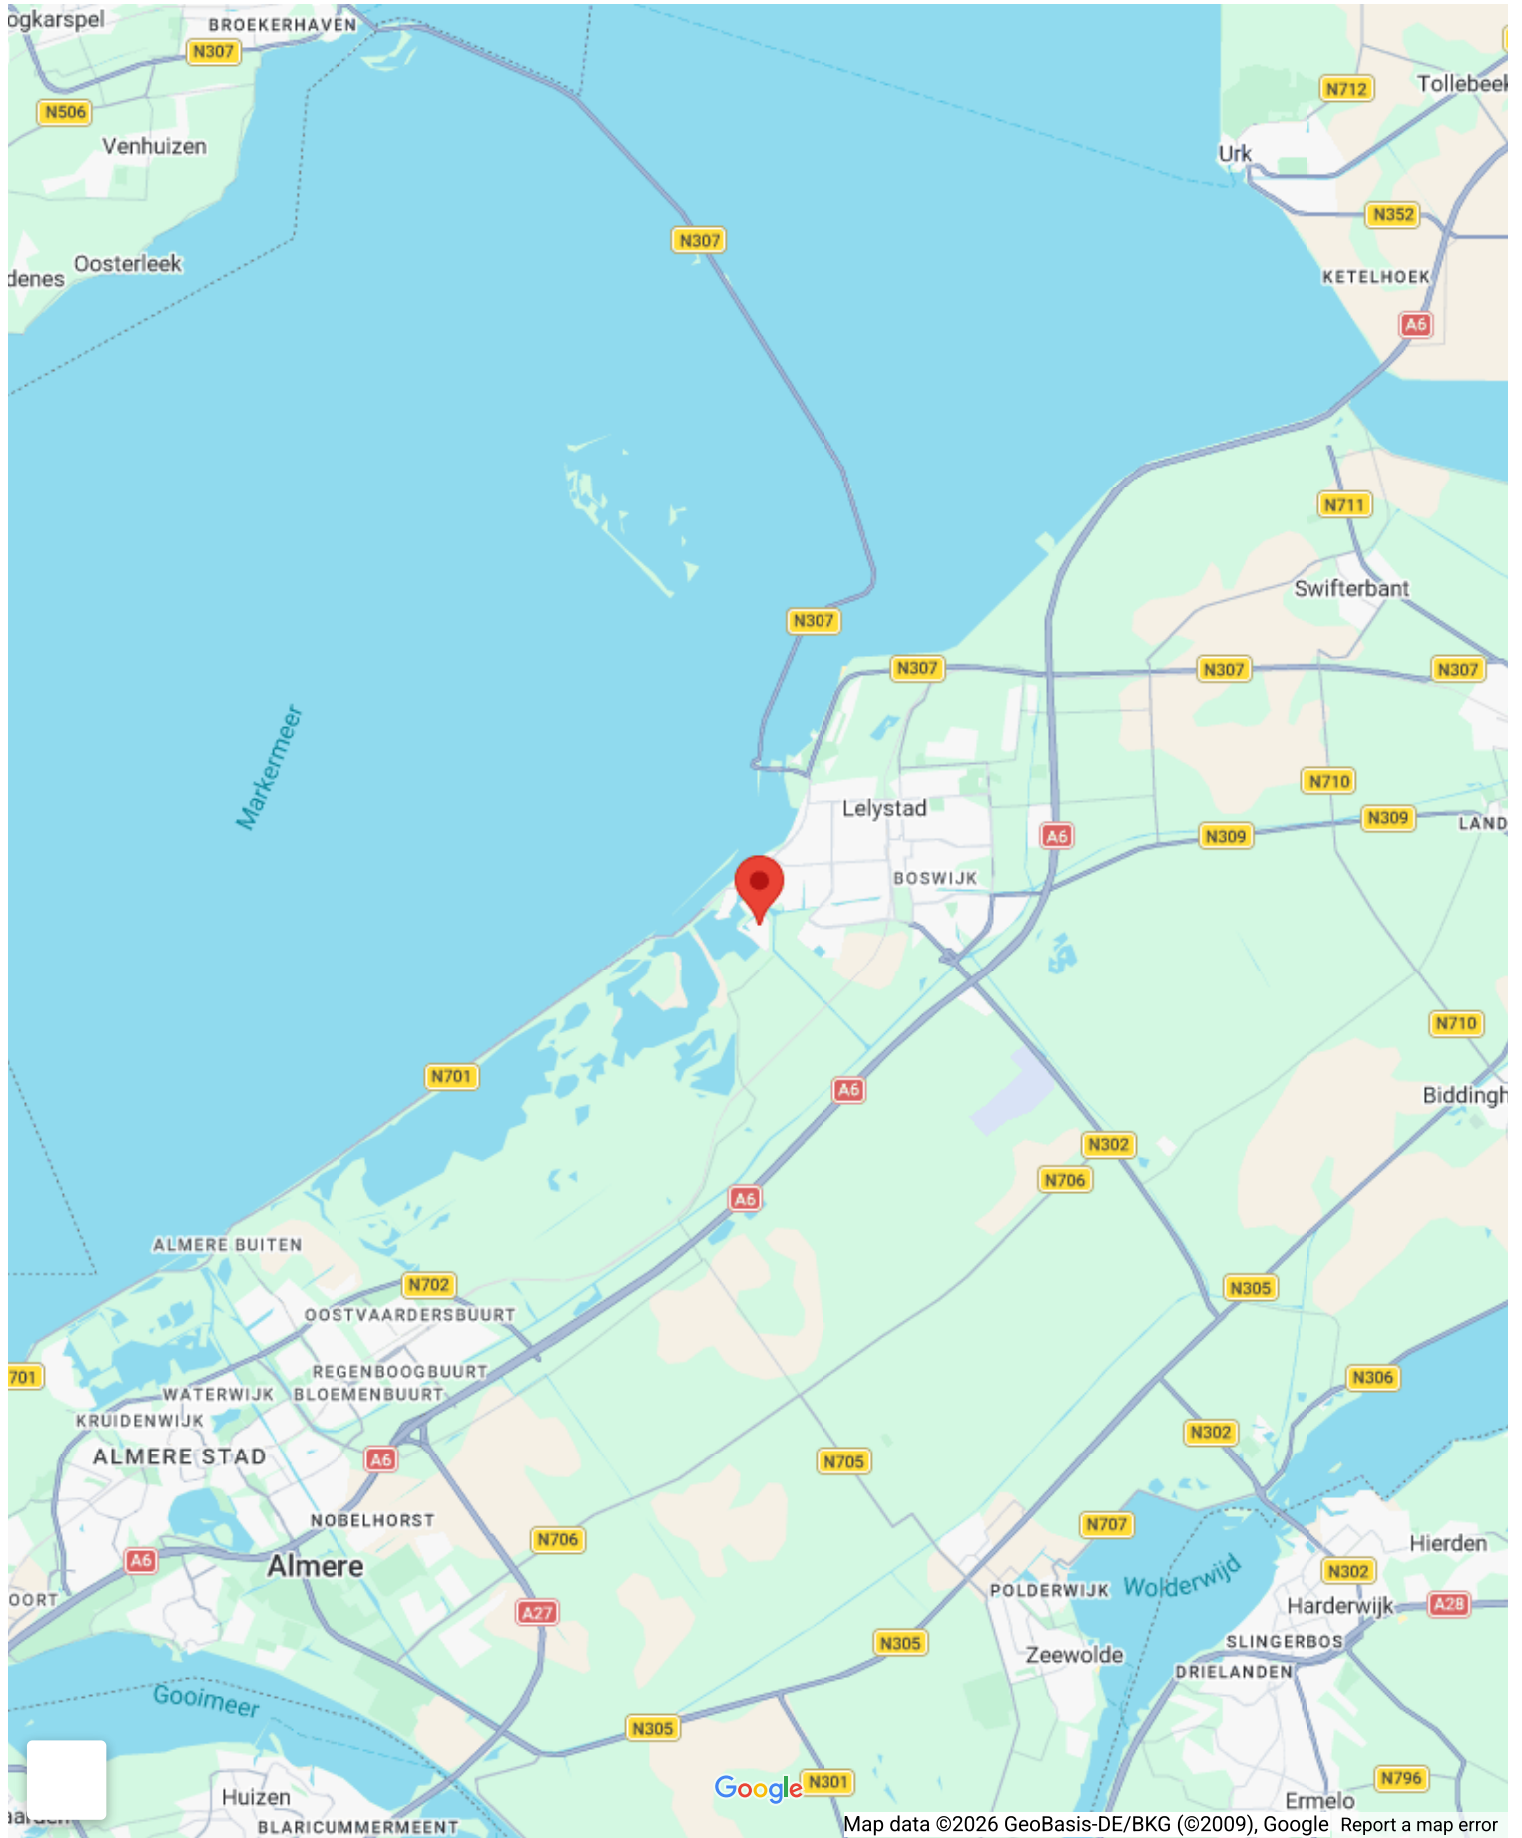 ogkarspel
BROEKERHAVEN
N307
N506
Venhuizen
Oosterleek
denes
N307
N712
Tollebeek
Urk
N352
KETELHOEK
A6
N711
Swifterbant
N307
N307
N307
N307
Markermeer
N710
Lelystad
N309
LAND
A6
N309
BOSWIJK
N710
N701
A6
Biddingh
N302
N706
A6
ALMERE BUITEN
N702
N305
OOSTVAARDERSBUURT
701
REGENBOOGBUURT
N306
WATERWIJK
BLOEMENBUURT
KRUIDENWIJK
N302
ALMERE STAD
A6
N705
NOBELHORST
N707
N706
Hierden
A6
Almere
Wolderwijd
N302
OORT
POLDERWIJK
Harderwijk
A28
A27
N305
SLINGERBOS
Zeewolde
DRIELANDEN
Gooimeer
N305
Google
N301
N796
Huizen
Ermelo
aarden
BLARICUMMERMEENT
Map data ©2026 GeoBasis-DE/BKG (©2009), Google
Report a map error